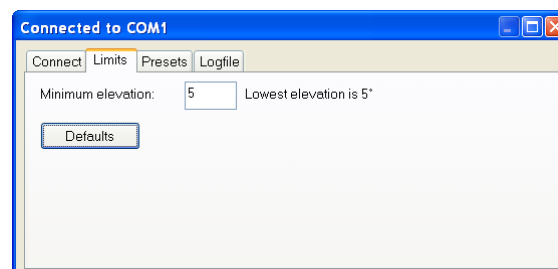 Connected to COM1
Connect Limits Presets Logfile
Minimum elevation: 5 Lowest elevation is 5°
Defaults